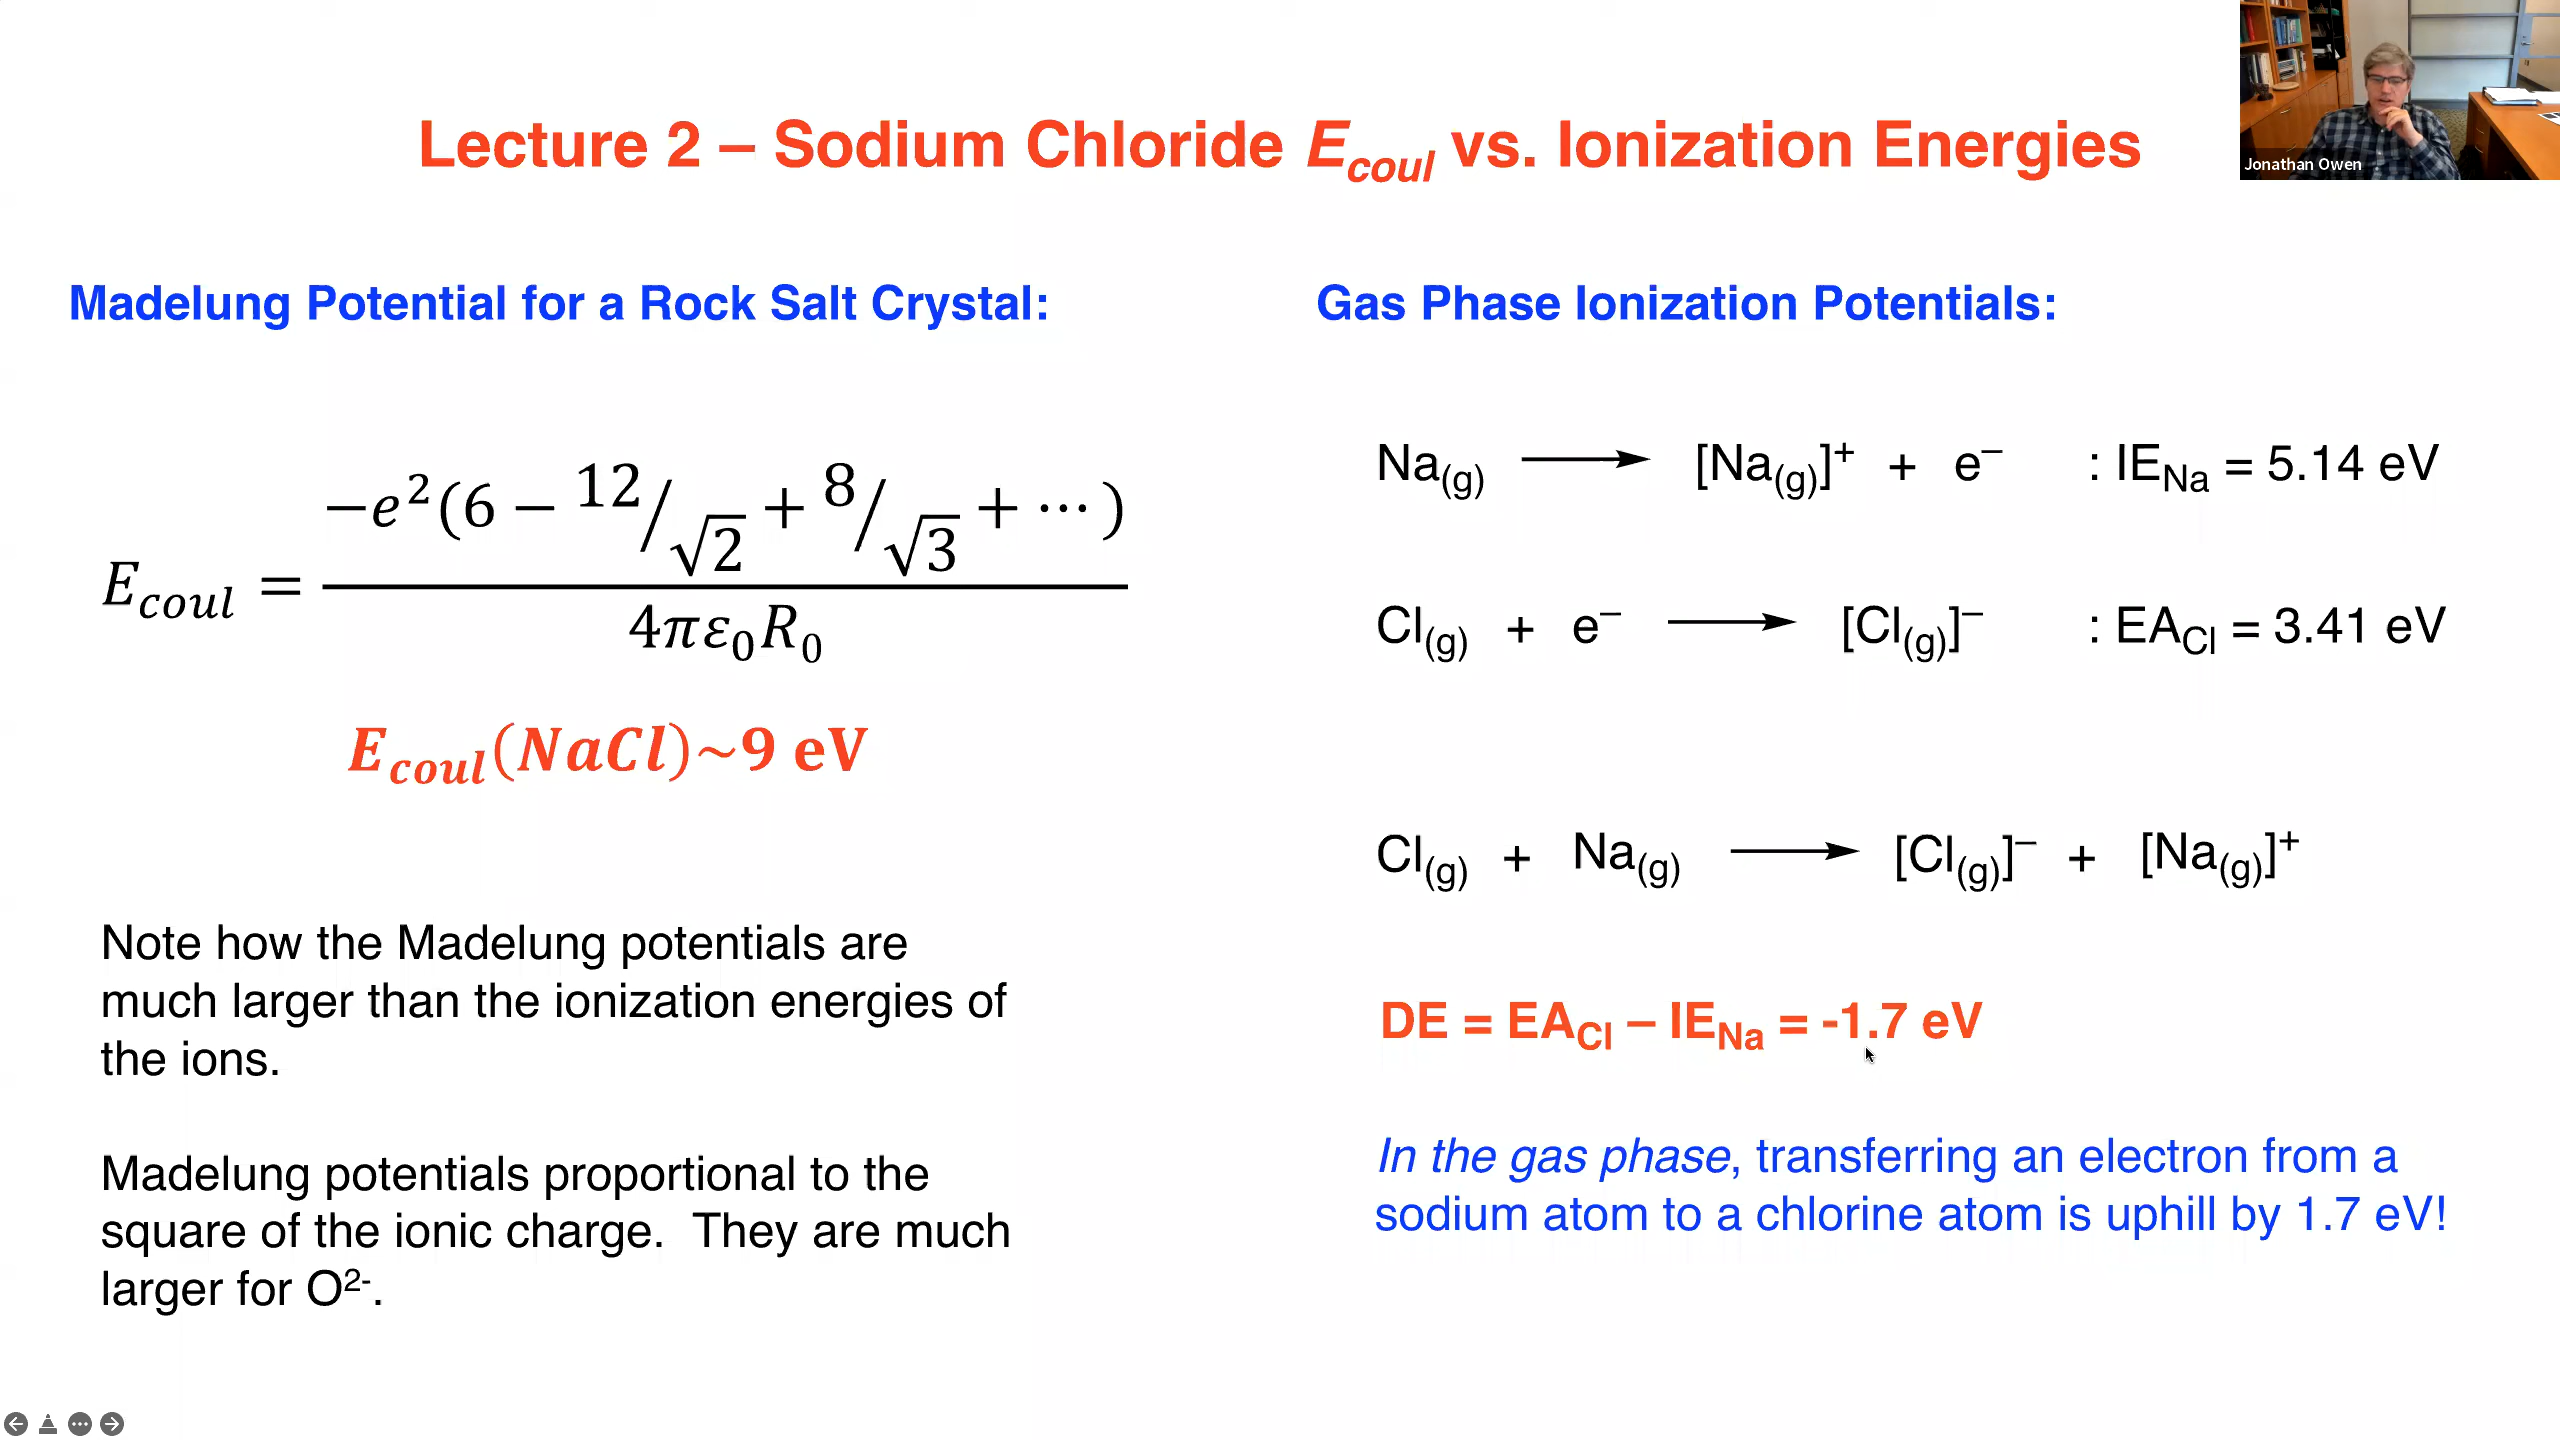 Lecture 2 – Sodium Chloride E_coul vs. Ionization Energies
Jonathan Owen
Madelung Potential for a Rock Salt Crystal:
E_coul = −e²(6 − 12/√2 + 8/√3 + ⋯) / 4πε₀R₀
E_coul(NaCl)~9 eV
Note how the Madelung potentials are
much larger than the ionization energies of
the ions.
Madelung potentials proportional to the
square of the ionic charge. They are much
larger for O²⁻.
Gas Phase Ionization Potentials:
Na(g) ⟶ [Na(g)]⁺ + e⁻ : IE_Na = 5.14 eV
Cl(g) + e⁻ ⟶ [Cl(g)]⁻ : EA_Cl = 3.41 eV
Cl(g) + Na(g) ⟶ [Cl(g)]⁻ + [Na(g)]⁺
DE = EA_Cl – IE_Na = -1.7 eV
In the gas phase, transferring an electron from a
sodium atom to a chlorine atom is uphill by 1.7 eV!